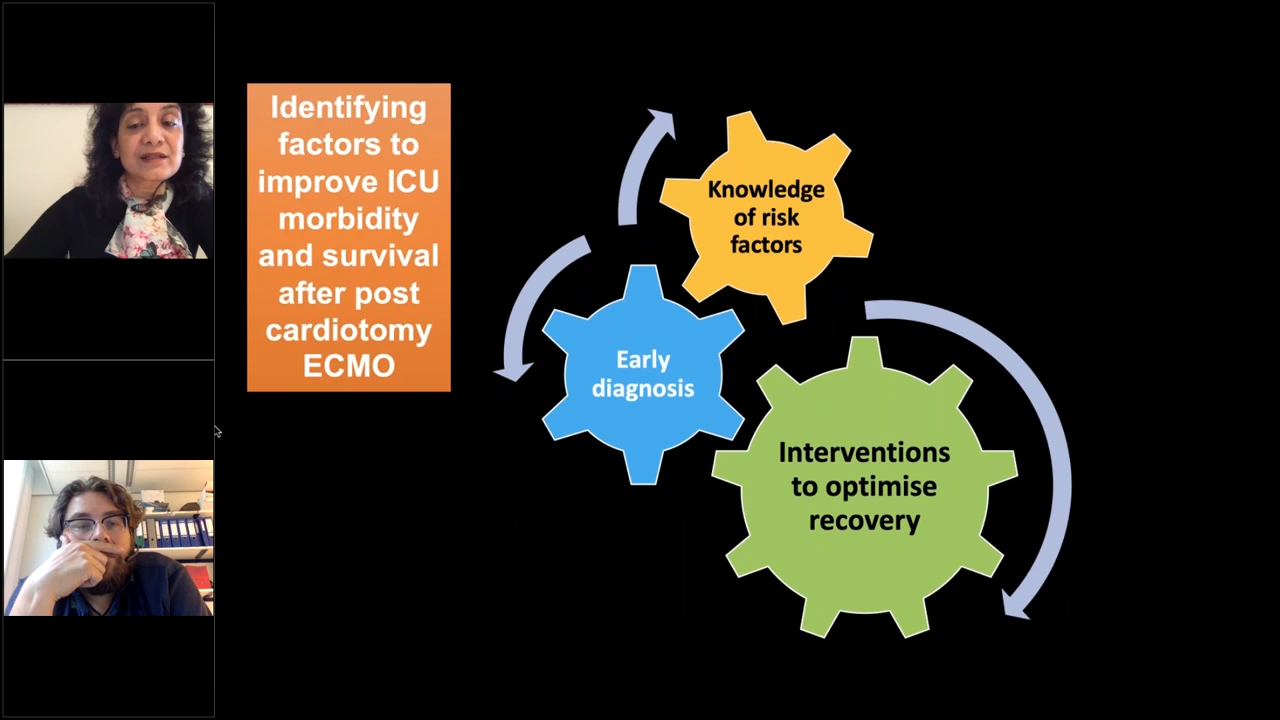 Identifying
factors to
improve ICU
morbidity
and survival
after post
cardiotomy
ECMO
Knowledge
of risk
factors
Early
diagnosis
Interventions
to optimise
recovery